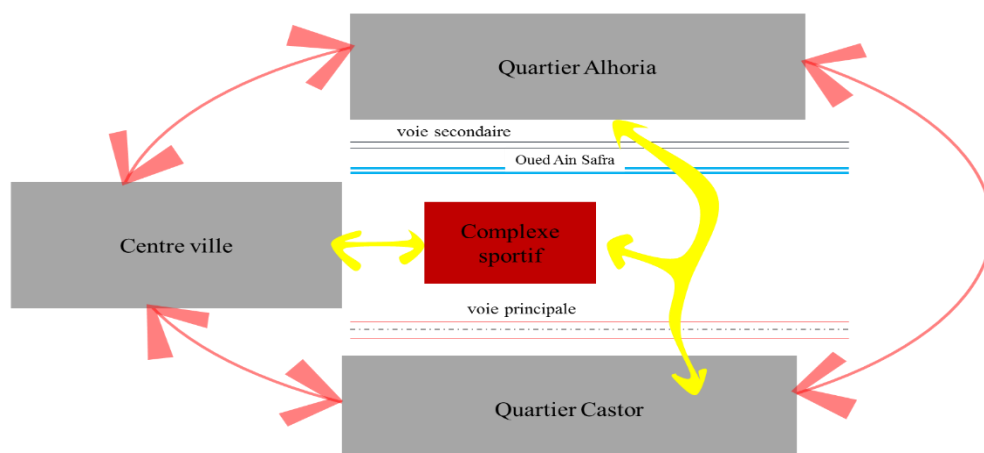 Quartier Alhoria
voie secondaire
Oued Ain Safra
Centre ville
Complexe
sportif
voie principale
Quartier Castor